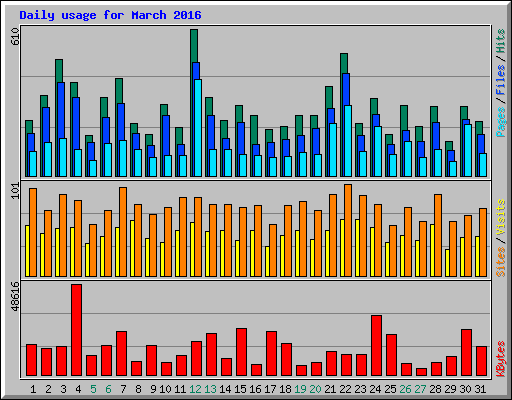 Daily usage for March 2016
610
Pages / Files / Hits
101
Sites / Visits
48616
KBytes
1 2 3 4 5 6 7 8 9 10 11 12 13 14 15 16 17 18 19 20 21 22 23 24 25 26 27 28 29 30 31